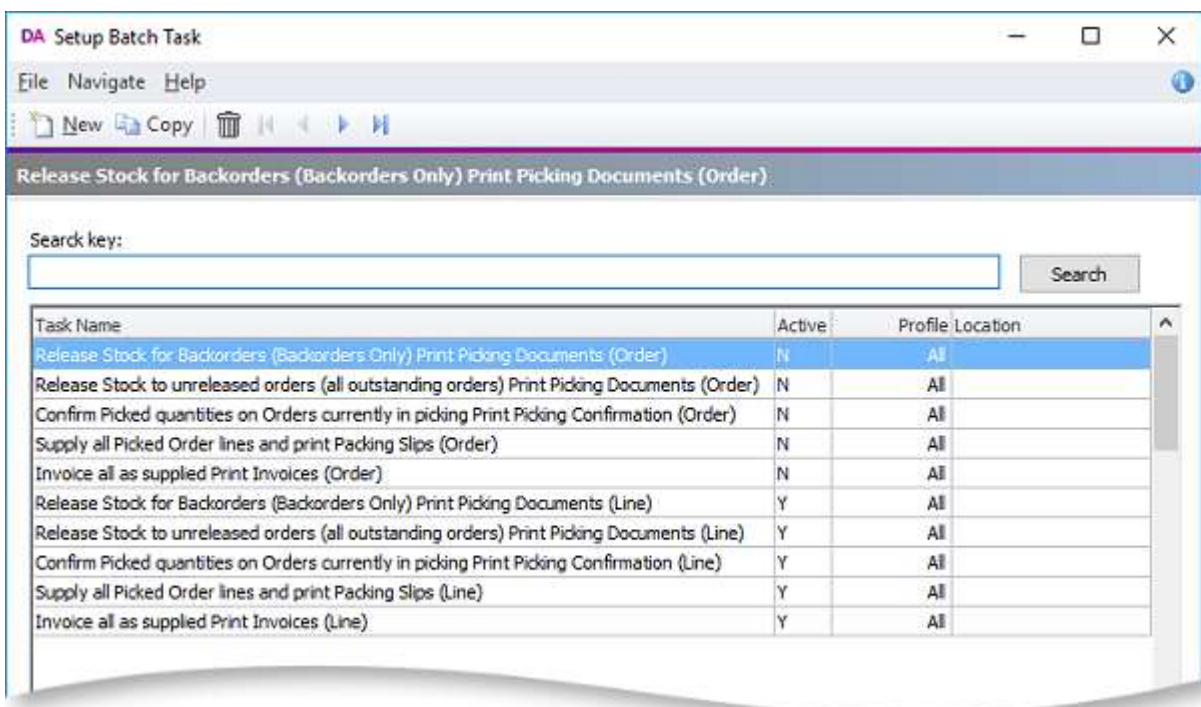 DA Setup Batch Task
File Navigate Help
New Copy
Release Stock for Backorders (Backorders Only) Print Picking Documents (Order)
Search key:
Search
Task Name Active Profile Location
Release Stock for Backorders (Backorders Only) Print Picking Documents (Order) N All
Release Stock to unreleased orders (all outstanding orders) Print Picking Documents (Order) N All
Confirm Picked quantities on Orders currently in picking Print Picking Confirmation (Order) N All
Supply all Picked Order lines and print Packing Slips (Order) N All
Invoice all as supplied Print Invoices (Order) N All
Release Stock for Backorders (Backorders Only) Print Picking Documents (Line) Y All
Release Stock to unreleased orders (all outstanding orders) Print Picking Documents (Line) Y All
Confirm Picked quantities on Orders currently in picking Print Picking Confirmation (Line) Y All
Supply all Picked Order lines and print Packing Slips (Line) Y All
Invoice all as supplied Print Invoices (Line) Y All